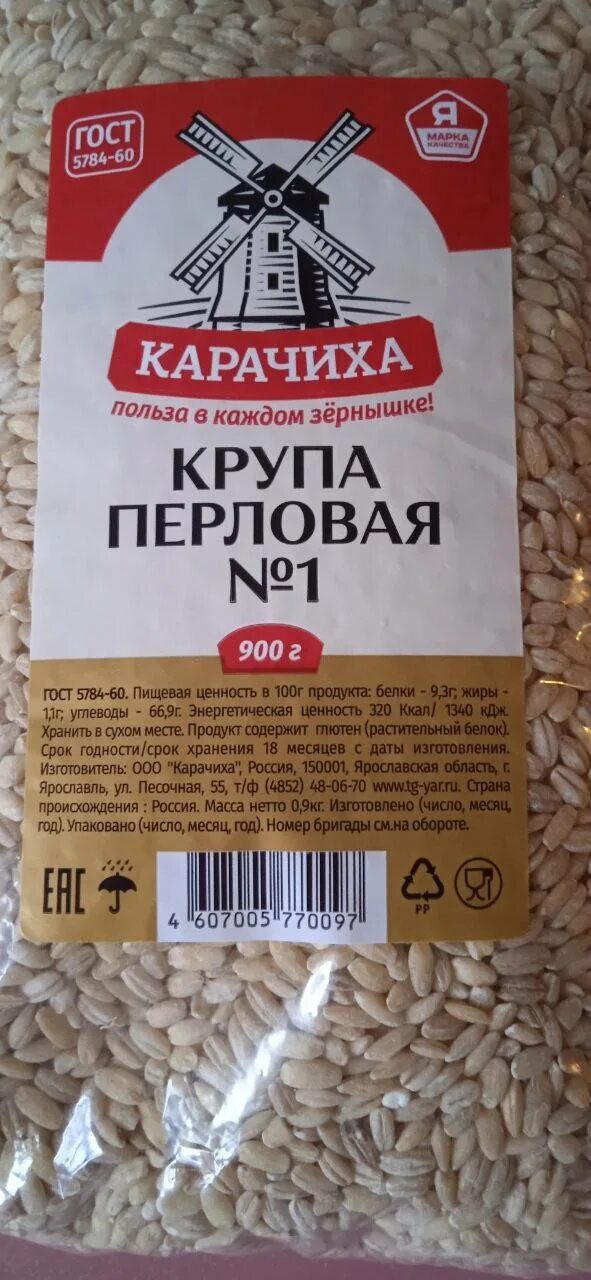 ГОСТ
5784-60
Я
МАРКА
КАЧЕСТВА
КАРАЧИХА
польза в каждом зёрнышке!
КРУПА
ПЕРЛОВАЯ
№1
900 г
ГОСТ 5784-60. Пищевая ценность в 100г продукта: белки - 9,3г; жиры -
1,1г; углеводы - 66,9г. Энергетическая ценность 320 Ккал/ 1340 кДж.
Хранить в сухом месте. Продукт содержит глютен (растительный белок).
Срок годности/срок хранения 18 месяцев с даты изготовления.
Изготовитель: ООО "Карачиха", Россия, 150001, Ярославская область, г.
Ярославль, ул. Песочная, 55, т/ф (4852) 48-06-70 www.tg-yar.ru. Страна
происхождения : Россия. Масса нетто 0,9кг. Изготовлено (число, месяц,
год). Упаковано (число, месяц, год). Номер бригады см.на обороте.
ЕАС
4 607005 770097
PP